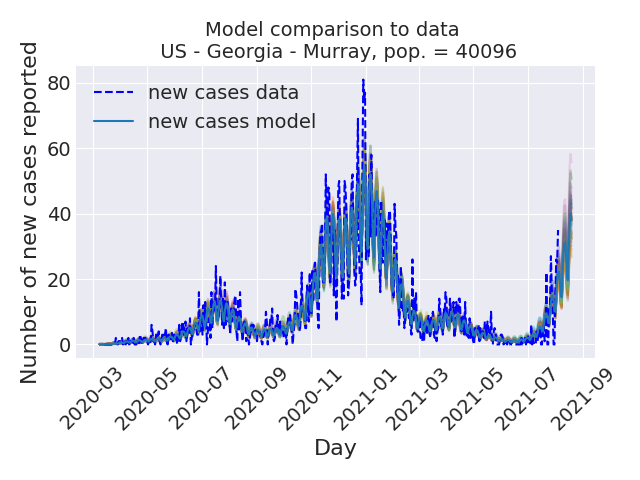 Model comparison to data
US - Georgia - Murray, pop. = 40096
Number of new cases reported
80
60
40
20
0
new cases data
new cases model
2020-03
2020-05
2020-07
2020-09
2020-11
2021-01
2021-03
2021-05
2021-07
2021-09
Day